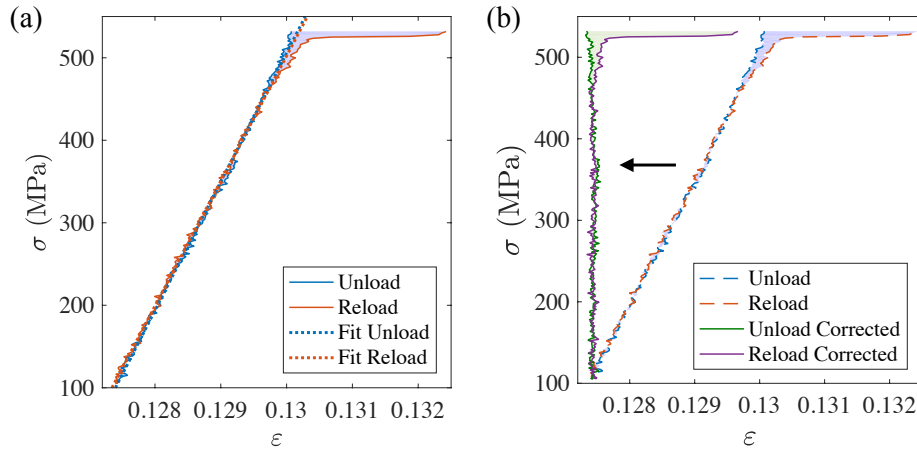 (a)
σ (MPa)
500
400
300
200
100
0.128 0.129 0.13 0.131 0.132
ε
Unload
Reload
Fit Unload
Fit Reload
(b)
σ (MPa)
500
400
300
200
100
0.128 0.129 0.13 0.131 0.132
ε
Unload
Reload
Unload Corrected
Reload Corrected